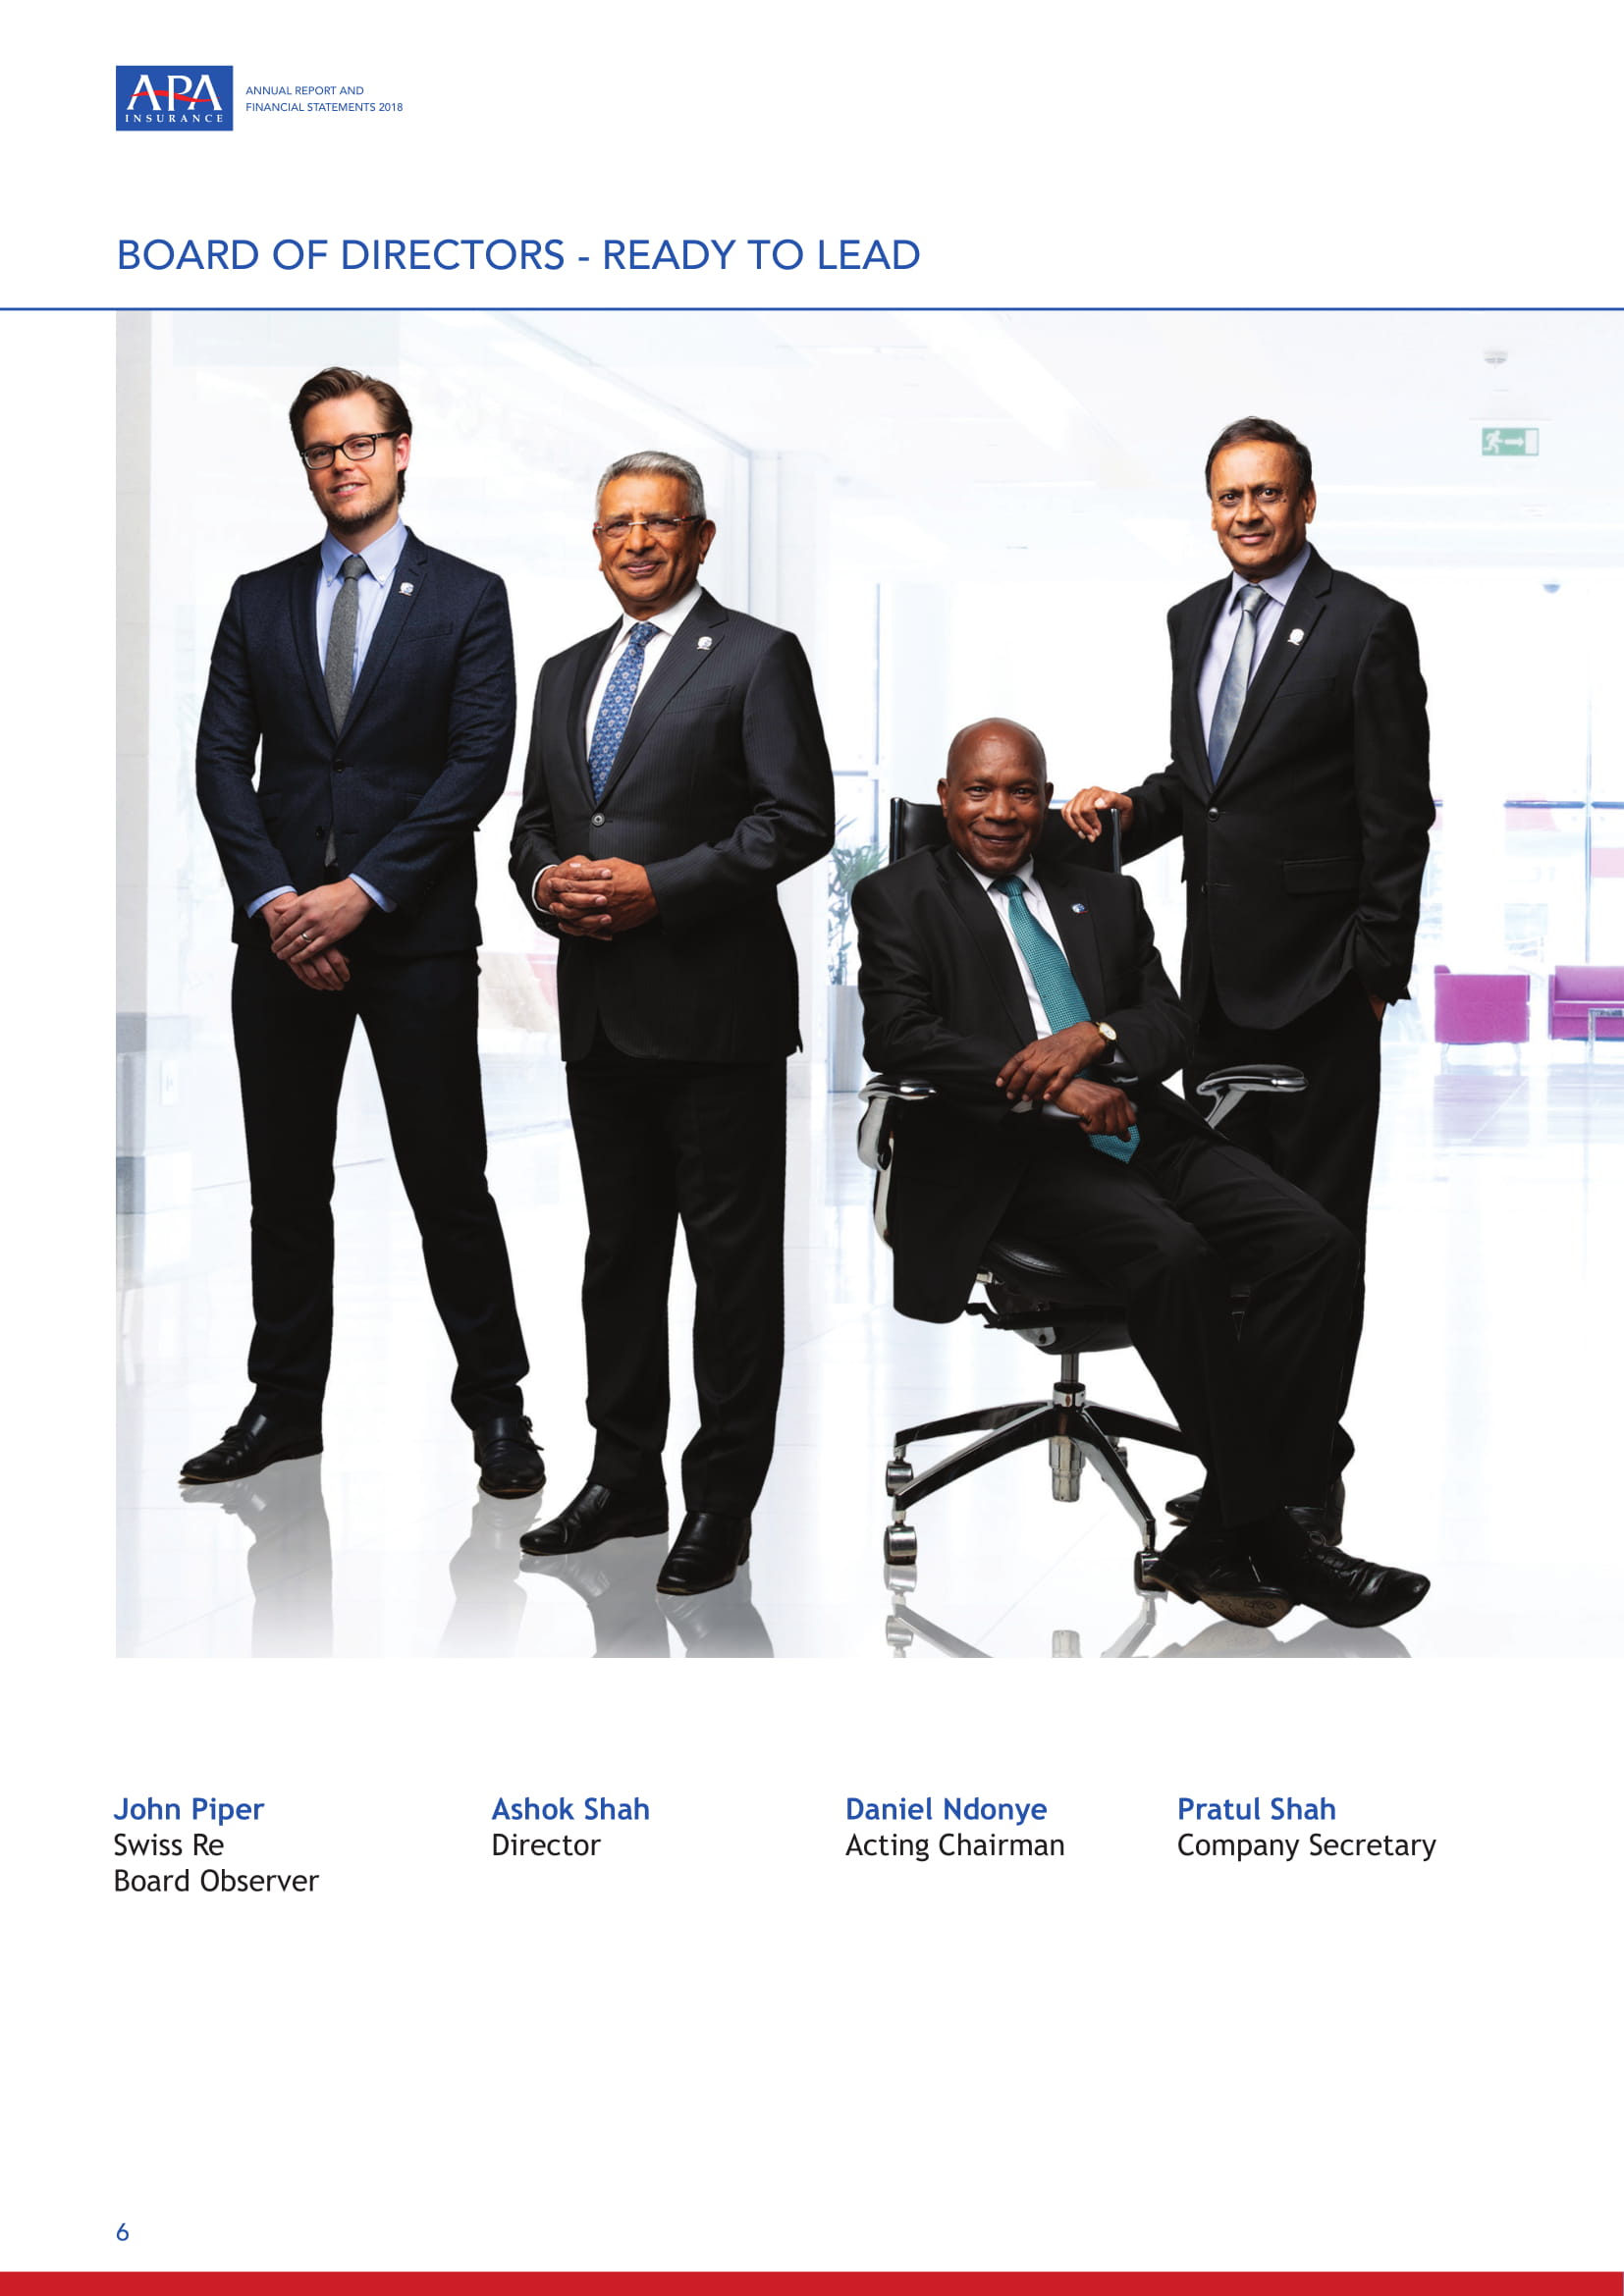 APA
INSURANCE
ANNUAL REPORT AND
FINANCIAL STATEMENTS 2018
BOARD OF DIRECTORS - READY TO LEAD
John Piper
Swiss Re
Board Observer
Ashok Shah
Director
Daniel Ndonye
Acting Chairman
Pratul Shah
Company Secretary
6